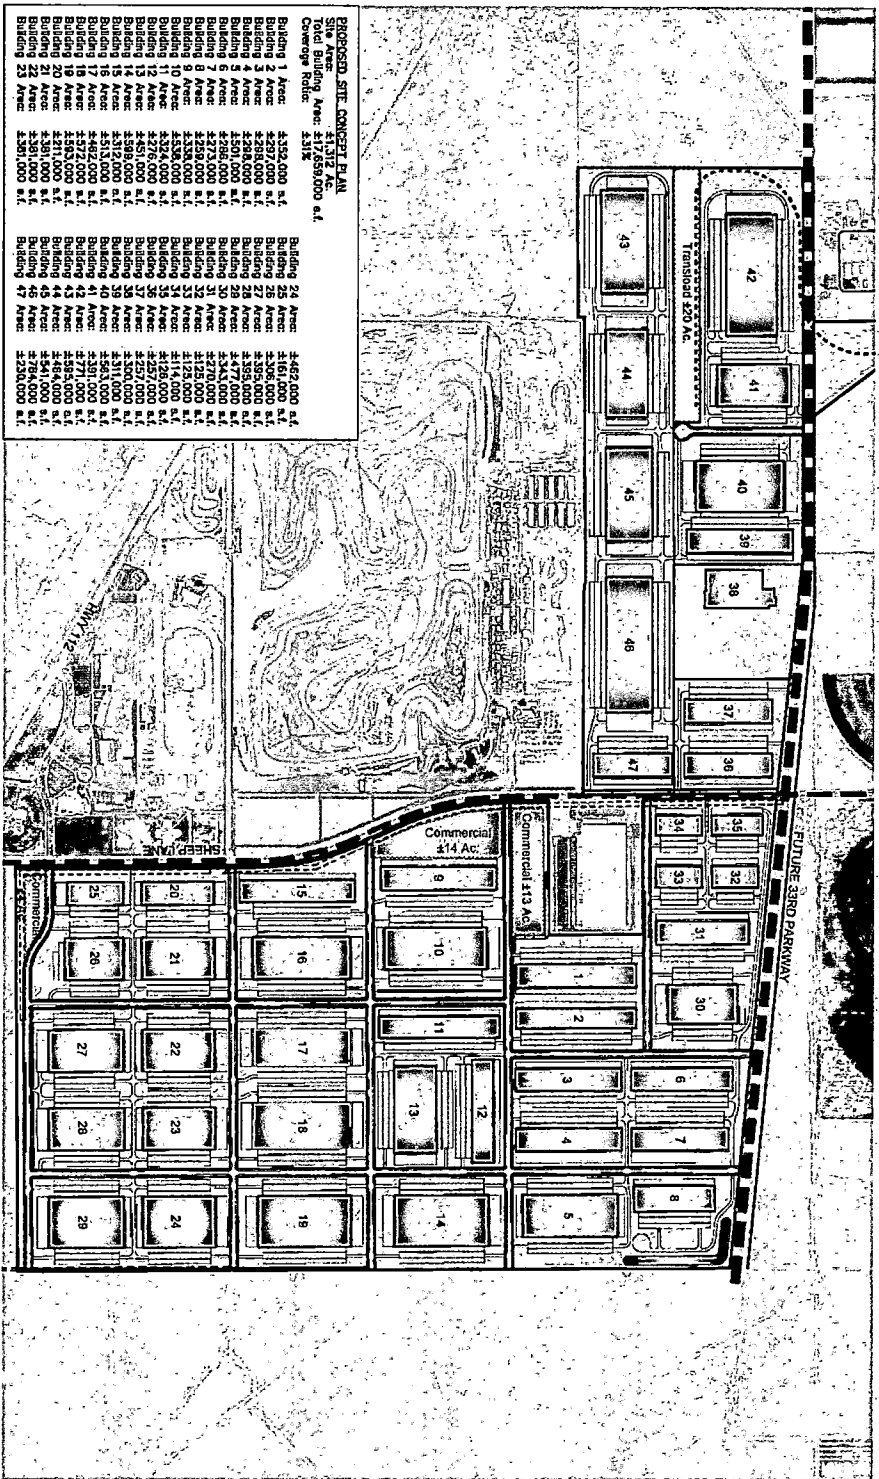 PROPOSED SITE CONCEPT PLAN
Site Area: ±1,312 Ac.
Total Building Area: ±17,659,000 s.f.
Coverage Ratio: ±31%
Building 1 Area: ±352,000 s.f.
Building 2 Area: ±297,000 s.f.
Building 3 Area: ±298,000 s.f.
Building 4 Area: ±298,000 s.f.
Building 5 Area: ±501,000 s.f.
Building 6 Area:
Building 7 Area: ±273,000 s.f.
Building 8 Area: ±257,000 s.f.
Building 9 Area: ±338,000 s.f.
Building 10 Area: ±538,000 s.f.
Building 11 Area: ±324,000 s.f.
Building 12 Area: ±276,000 s.f.
Building 13 Area: ±451,000 s.f.
Building 14 Area:
Building 15 Area: ±312,000 s.f.
Building 16 Area: ±513,000 s.f.
Building 17 Area: ±462,000 s.f.
Building 18 Area: ±572,000 s.f.
Building 19 Area: ±593,000 s.f.
Building 20 Area: ±211,000 s.f.
Building 21 Area: ±381,000 s.f.
Building 22 Area: ±381,000 s.f.
Building 23 Area: ±381,000 s.f.
Building 24 Area: ±462,000 s.f.
Building 25 Area: ±161,000 s.f.
Building 26 Area: ±306,000 s.f.
Building 27 Area: ±395,000 s.f.
Building 28 Area: ±395,000 s.f.
Building 29 Area: ±477,000 s.f.
Building 30 Area: ±343,000 s.f.
Building 31 Area: ±278,000 s.f.
Building 32 Area: ±125,000 s.f.
Building 33 Area: ±125,000 s.f.
Building 34 Area: ±114,000 s.f.
Building 35 Area: ±126,000 s.f.
Building 36 Area: ±257,000 s.f.
Building 37 Area: ±257,000 s.f.
Building 38 Area: ±200,000 s.f.
Building 39 Area: ±311,000 s.f.
Building 40 Area: ±563,000 s.f.
Building 41 Area: ±391,000 s.f.
Building 42 Area: ±771,000 s.f.
Building 43 Area: ±595,000 s.f.
Building 44 Area: ±464,000 s.f.
Building 45 Area: ±541,000 s.f.
Building 46 Area: ±764,000 s.f.
Building 47 Area: ±230,000 s.f.
42
41
Transload ±20 Ac.
43
44
40
39
45
38
46
37
36
47
FUTURE 33RD PARKWAY
HWY 112
SHEEP LANE
Commercial
±14 Ac.
Commercial ±13 Ac.
Commercial
34
35
33
32
31
30
9
10
1
2
15
16
20
21
25
26
11
12
13
3
4
6
7
17
18
22
23
27
28
8
5
14
19
24
29